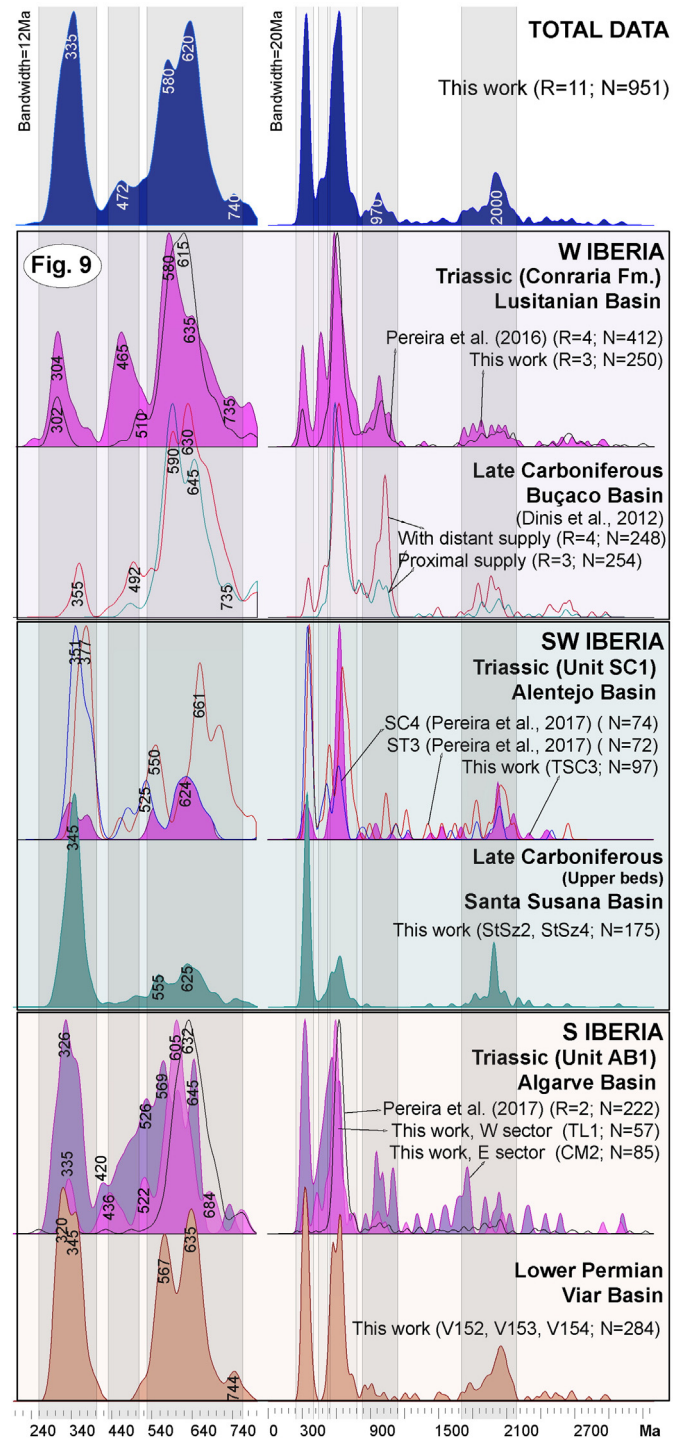 Bandwidth=12Ma
Bandwidth=20Ma
TOTAL DATA
This work (R=11; N=951)
335
620
580
472
740
970
2000
Fig. 9
W IBERIA
Triassic (Conraria Fm.)
Lusitanian Basin
Pereira et al. (2016) (R=4; N=412)
This work (R=3; N=250)
580
615
635
304
465
302
510
735
Late Carboniferous
Buçaco Basin
(Dinis et al., 2012)
With distant supply (R=4; N=248)
Proximal supply (R=3; N=254)
590
630
645
355
492
735
SW IBERIA
Triassic (Unit SC1)
Alentejo Basin
SC4 (Pereira et al., 2017) ( N=74)
ST3 (Pereira et al., 2017) ( N=72)
This work (TSC3; N=97)
351
377
661
550
525
624
Late Carboniferous
(Upper beds)
Santa Susana Basin
This work (StSz2, StSz4; N=175)
345
555
625
S IBERIA
Triassic (Unit AB1)
Algarve Basin
Pereira et al. (2017) (R=2; N=222)
This work, W sector (TL1; N=57)
This work, E sector (CM2; N=85)
326
605
632
569
645
526
335
420
436
522
684
Lower Permian
Viar Basin
This work (V152, V153, V154; N=284)
320
345
567
635
744
240 340 440 540 640 740
0 300 900 1500 2100 2700 Ma